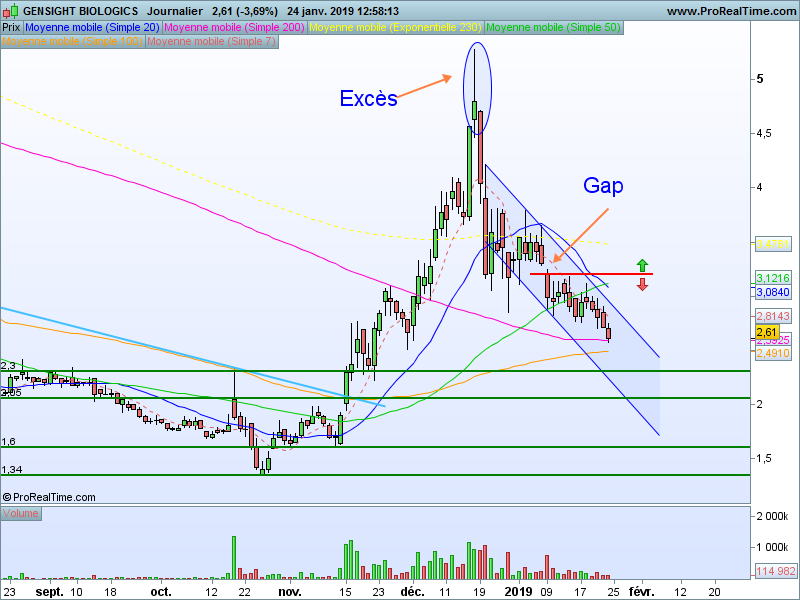 GENSIGHT BIOLOGICS Journalier 2,61 (-3,69%) 24 janv. 2019 12:58:13 www.ProRealTime.com
Prix Moyenne mobile (Simple 20) Moyenne mobile (Simple 200) Moyenne mobile (Exponentielle 230) Moyenne mobile (Simple 50)
Moyenne mobile (Simple 100) Moyenne mobile (Simple 7)
5
Excès
4,5
Gap
4
3,4781
3,1216
3,0840
2,8143
2,61
2,5925
2,4910
2,3
2,05
2
1,6
1,5
1,34
© ProRealTime.com
Volume
2 000k
1 000k
114 982
23 sept. 10 18 oct. 12 22 nov. 15 23 déc. 11 19 2019 09 17 25 févr. 12 20